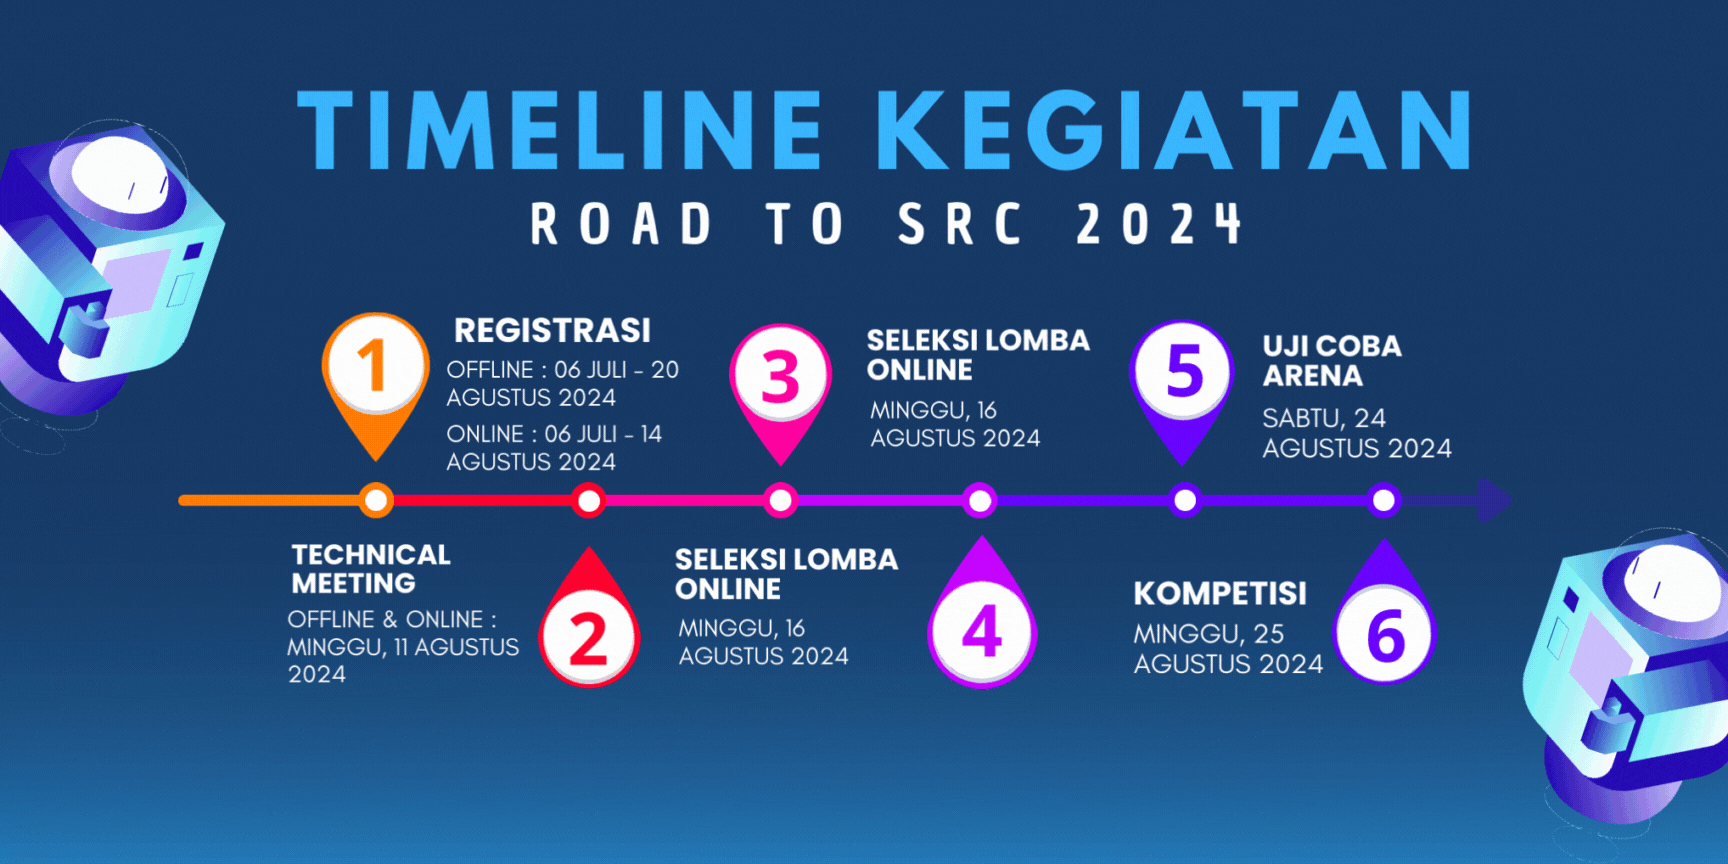 TIMELINE KEGIATAN
ROAD TO SRC 2024
1
REGISTRASI
OFFLINE : 06 JULI - 20
AGUSTUS 2024
ONLINE : 06 JULI - 14
AGUSTUS 2024
TECHNICAL
MEETING
OFFLINE & ONLINE :
MINGGU, 11 AGUSTUS
2024
2
3
SELEKSI LOMBA
ONLINE
MINGGU, 16
AGUSTUS 2024
SELEKSI LOMBA
ONLINE
MINGGU, 16
AGUSTUS 2024
4
5
UJI COBA
ARENA
SABTU, 24
AGUSTUS 2024
KOMPETISI
MINGGU, 25
AGUSTUS 2024
6